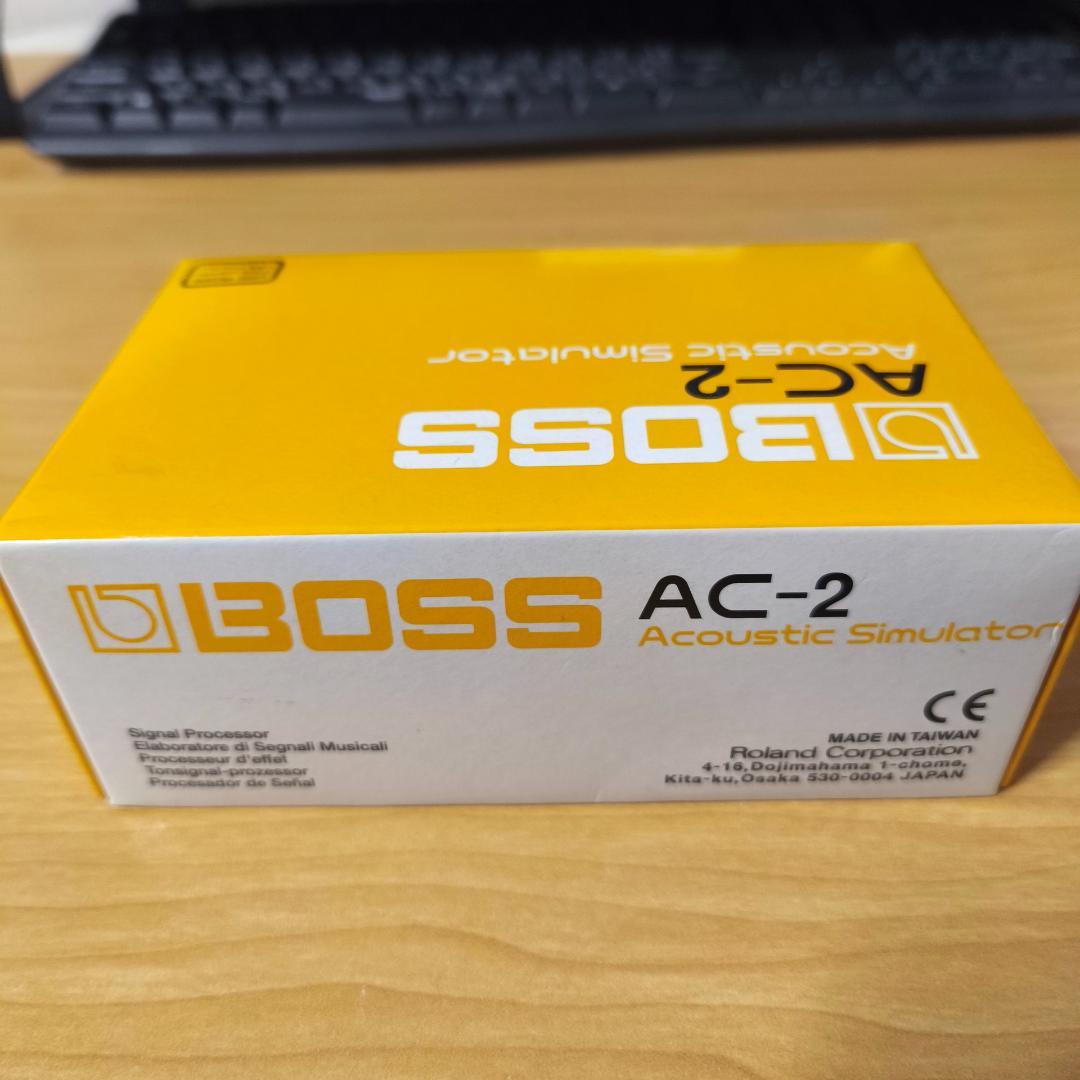 Acoustic Simulator
AC-2
BOSS
BOSS AC-2
Acoustic Simulator
Signal Processor
Elaboratore di Segnali Musicali
Processeur d'effet
Tonsignal-prozessor
Procesador de Señal
CE
MADE IN TAIWAN
Roland Corporation
4-16,Dojimahama 1-chome,
Kita-ku,Osaka 530-0004 JAPAN